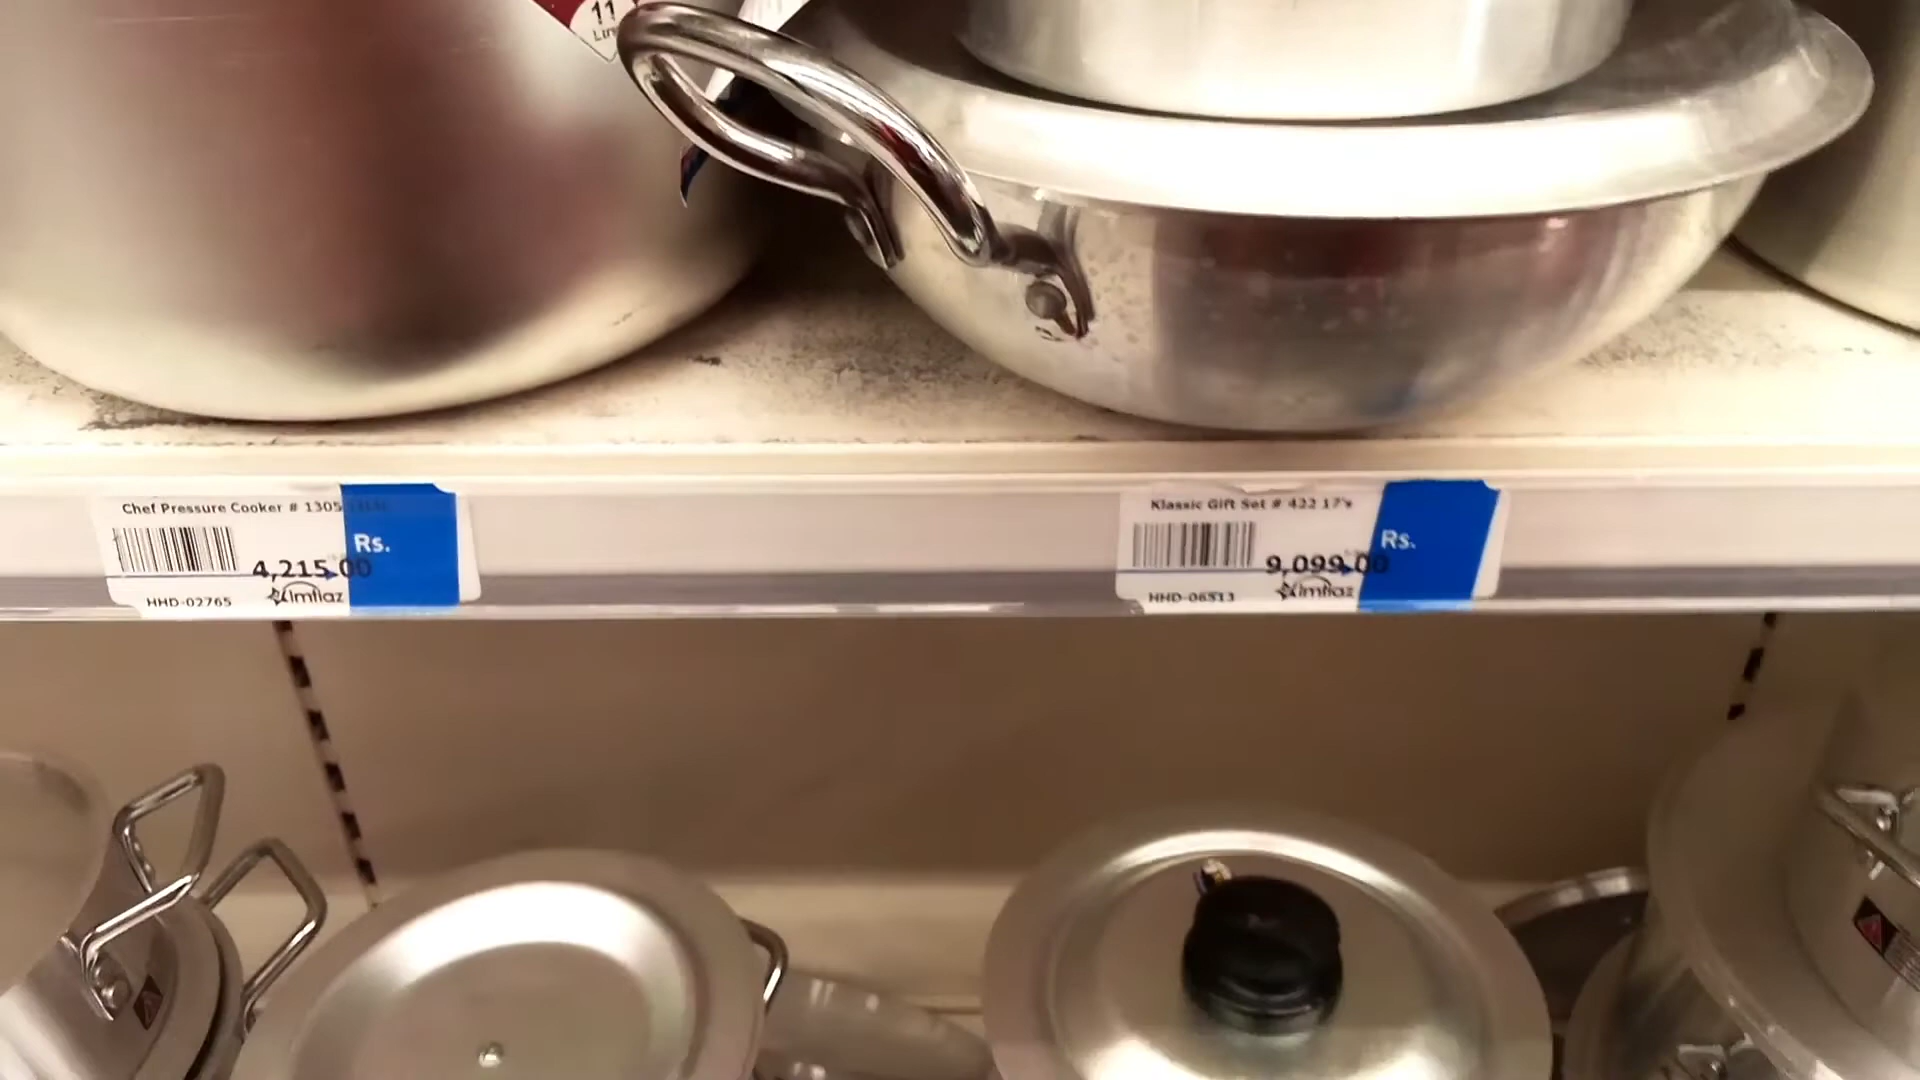 11
Chef Pressure Cooker # 1305
Rs.
4,215.00
HHD-02765
imtiaz
Klassic Gift Set # 422 17's
Rs.
9,099.00
HHD-06513
imtiaz